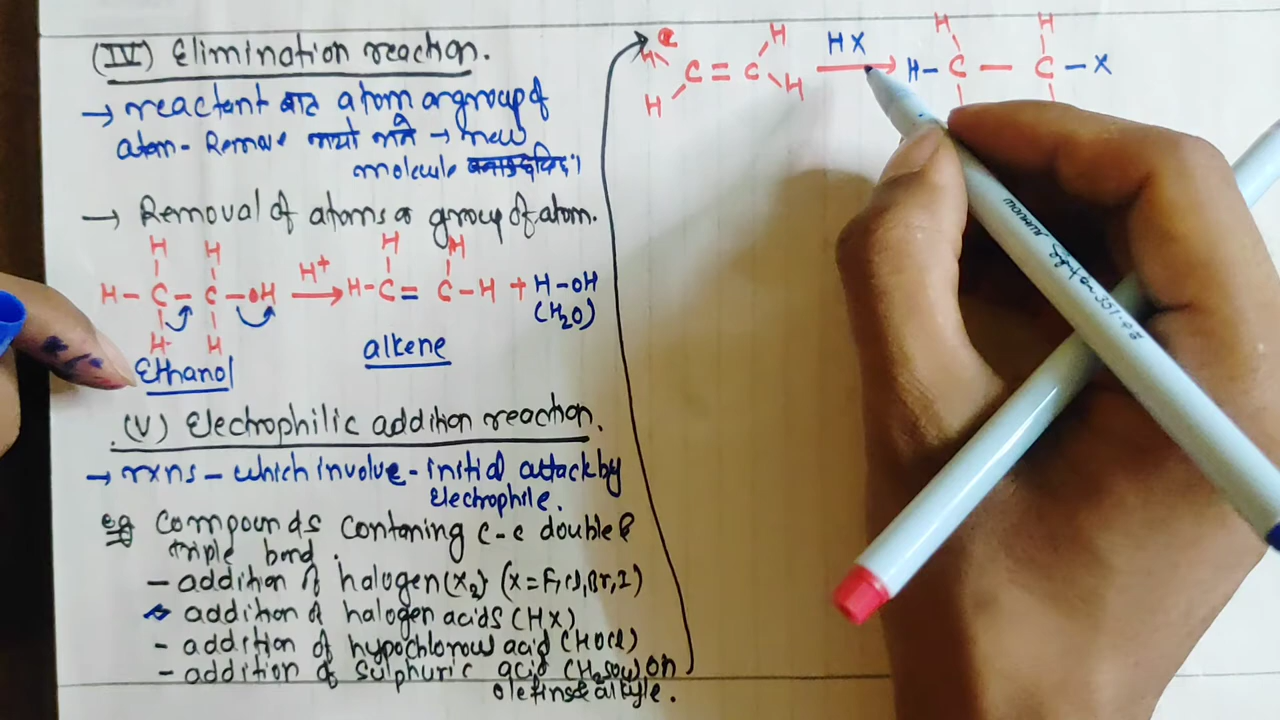 (IV) Elimination reaction.
→ reactant बाट atom or group of
atom - Remove गर्यो भने → new
molecule
→ Removal of atoms or group of atom.
H H H H
H - C - C - OH H+ → H - C = C - H + H-OH
H H (H2O)
Ethanol alkene
(V) Electrophilic addition reaction.
→ rxns - which involve - initial attack by
Electrophile.
eg Compounds containing C-C double &
triple bond.
- addition of halogen (X2) (X=F,Cl,Br,I)
addition of halogen acids (HX)
- addition of hypochlorous acid (HOCl)
- addition of sulphuric acid (H2SO4) on
olefins & alkyle.
H H HX H H
C = C → H - C - C - X
H H